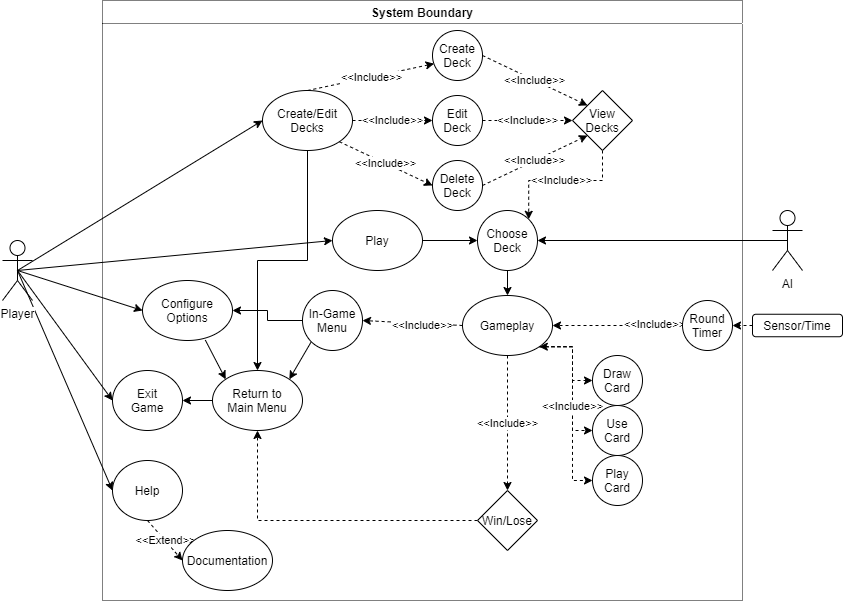 System Boundary
Create
Deck
<<Include>>
<<Include>>
Create/Edit
Decks
<<Include>>
Edit
Deck
<<Include>>
View
Decks
<<Include>>
<<Include>>
Delete
Deck
<<Include>>
Play
Choose
Deck
AI
Player
Configure
Options
In-Game
Menu
<<Include>>
Gameplay
<<Include>>
Round
Timer
Sensor/Time
Exit
Game
Return to
Main Menu
Draw
Card
<<Include>>
<<Include>>
Use
Card
Help
Play
Card
Win/Lose
<<Extend>>
Documentation